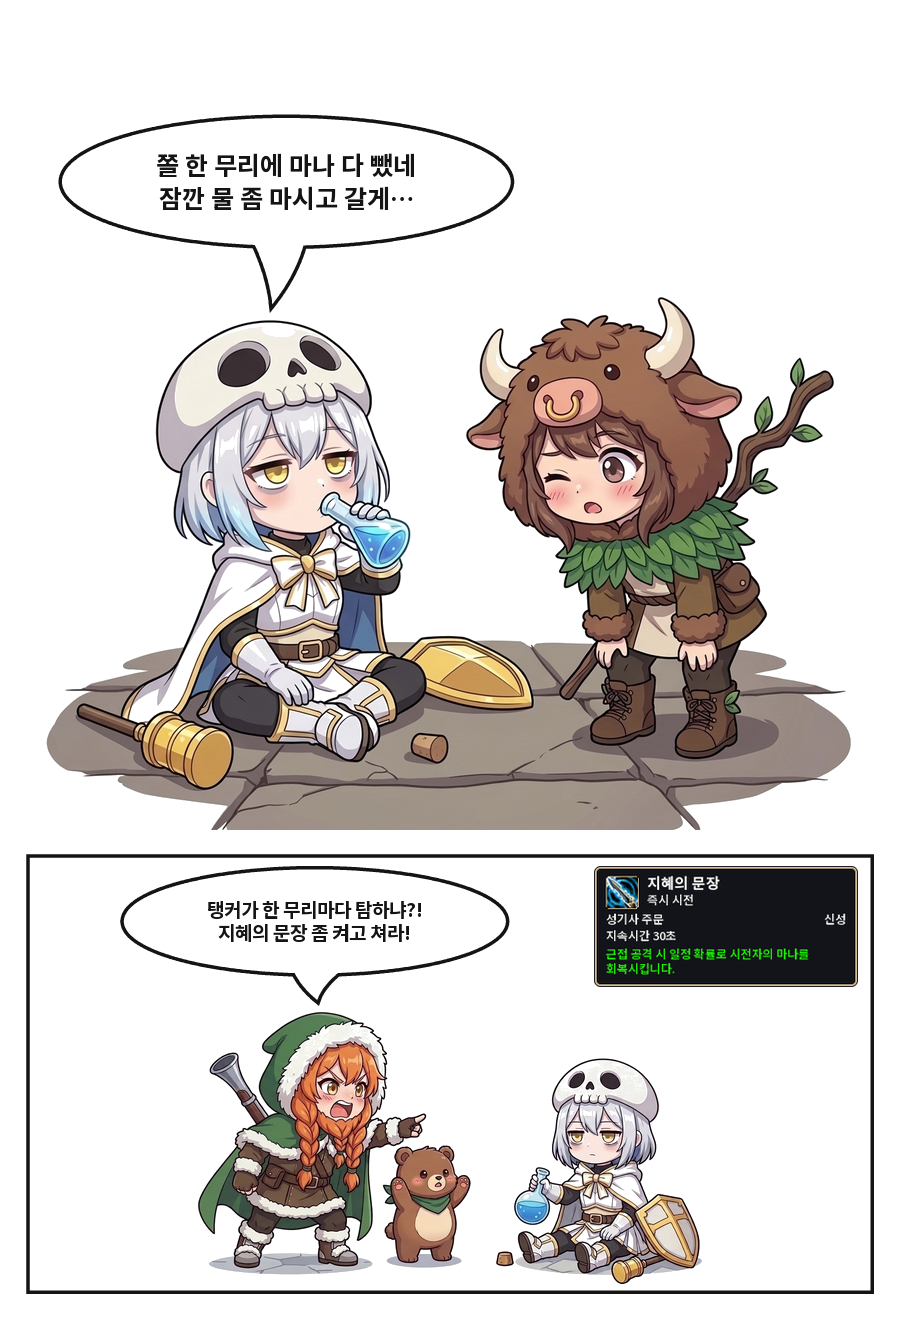 쫄 한 무리에 마나 다 뺐네
잠깐 물 좀 마시고 갈게…
탱커가 한 무리마다 탐하냐?!
지혜의 문장 좀 켜고 쳐라!
지혜의 문장
즉시 시전
성기사 주문 신성
지속시간 30초
근접 공격 시 일정 확률로 시전자의 마나를
회복시킵니다.